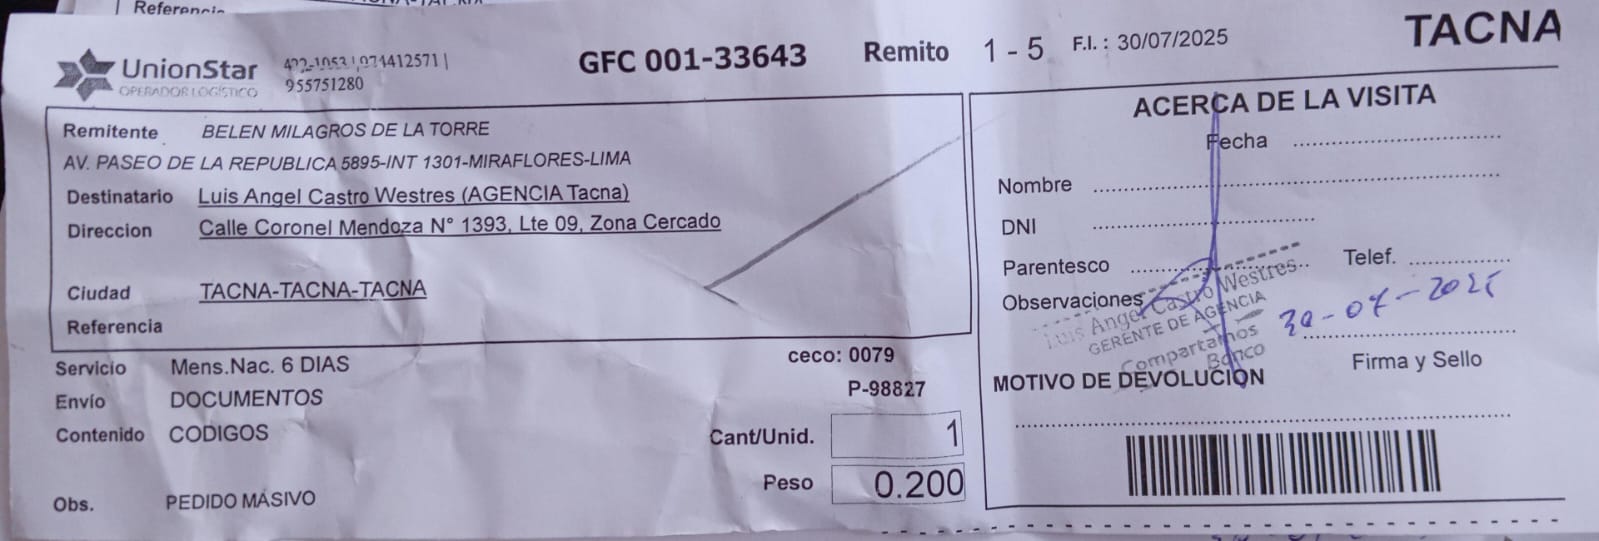 Referencia
UnionStar
OPERADOR LOGÍSTICO
422-1053 | 974412571 |
955751280
GFC 001-33643
Remito 1 - 5
F.I. : 30/07/2025
TACNA
Remitente BELEN MILAGROS DE LA TORRE
AV. PASEO DE LA REPUBLICA 5895-INT 1301-MIRAFLORES-LIMA
Destinatario Luis Angel Castro Westres (AGENCIA Tacna)
Direccion Calle Coronel Mendoza N° 1393, Lte 09, Zona Cercado
Ciudad TACNA-TACNA-TACNA
Referencia
Servicio Mens.Nac. 6 DIAS
Envío DOCUMENTOS
Contenido CODIGOS
Obs. PEDIDO MASIVO
ceco: 0079
P-98827
Cant/Unid. 1
Peso 0.200
ACERCA DE LA VISITA
Fecha
Nombre
DNI
Parentesco
Telef.
Observaciones
Luis Angel Castro Westres
GERENTE DE AGENCIA
Compartamos
Banco
30-07-2025
Firma y Sello
MOTIVO DE DEVOLUCION